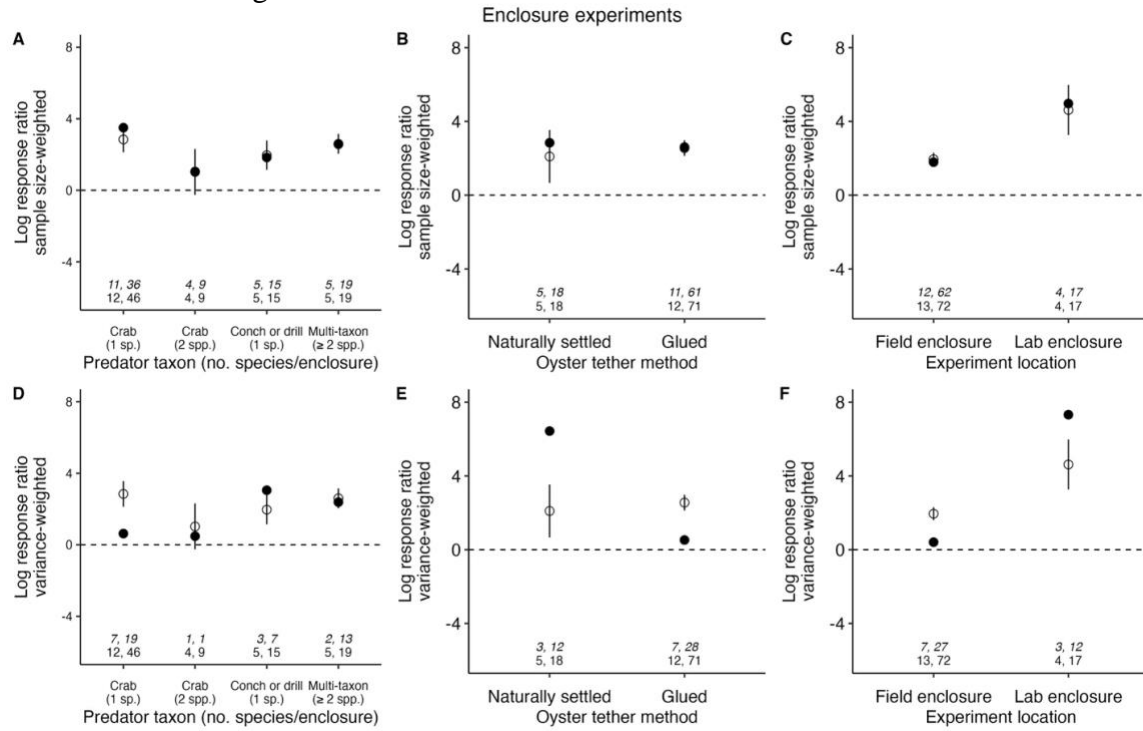 Enclosure experiments
A
B
C
8
4
0
-4
Log response ratio
sample size-weighted
11, 36
4, 9
5, 15
5, 19
12, 46
4, 9
5, 15
5, 19
Crab
(1 sp.)
Crab
(2 spp.)
Conch or drill
(1 sp.)
Multi-taxon
(≥ 2 spp.)
Predator taxon (no. species/enclosure)
8
4
0
-4
Log response ratio
sample size-weighted
5, 18
11, 61
5, 18
12, 71
Naturally settled
Glued
Oyster tether method
8
4
0
-4
Log response ratio
sample size-weighted
12, 62
4, 17
13, 72
4, 17
Field enclosure
Lab enclosure
Experiment location
D
E
F
8
4
0
-4
Log response ratio
variance-weighted
7, 19
1, 1
3, 7
2, 13
12, 46
4, 9
5, 15
5, 19
Crab
(1 sp.)
Crab
(2 spp.)
Conch or drill
(1 sp.)
Multi-taxon
(≥ 2 spp.)
Predator taxon (no. species/enclosure)
8
4
0
-4
Log response ratio
variance-weighted
3, 12
7, 28
5, 18
12, 71
Naturally settled
Glued
Oyster tether method
8
4
0
-4
Log response ratio
variance-weighted
7, 27
3, 12
13, 72
4, 17
Field enclosure
Lab enclosure
Experiment location